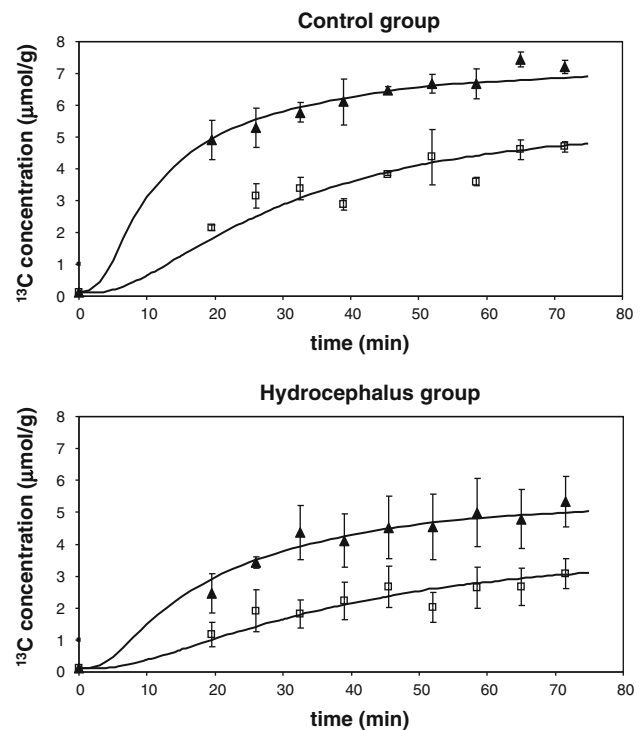 Control group
¹³C concentration (μmol/g)
8
7
6
5
4
3
2
1
0
0 10 20 30 40 50 60 70 80
time (min)
Hydrocephalus group
¹³C concentration (μmol/g)
8
7
6
5
4
3
2
1
0
0 10 20 30 40 50 60 70 80
time (min)